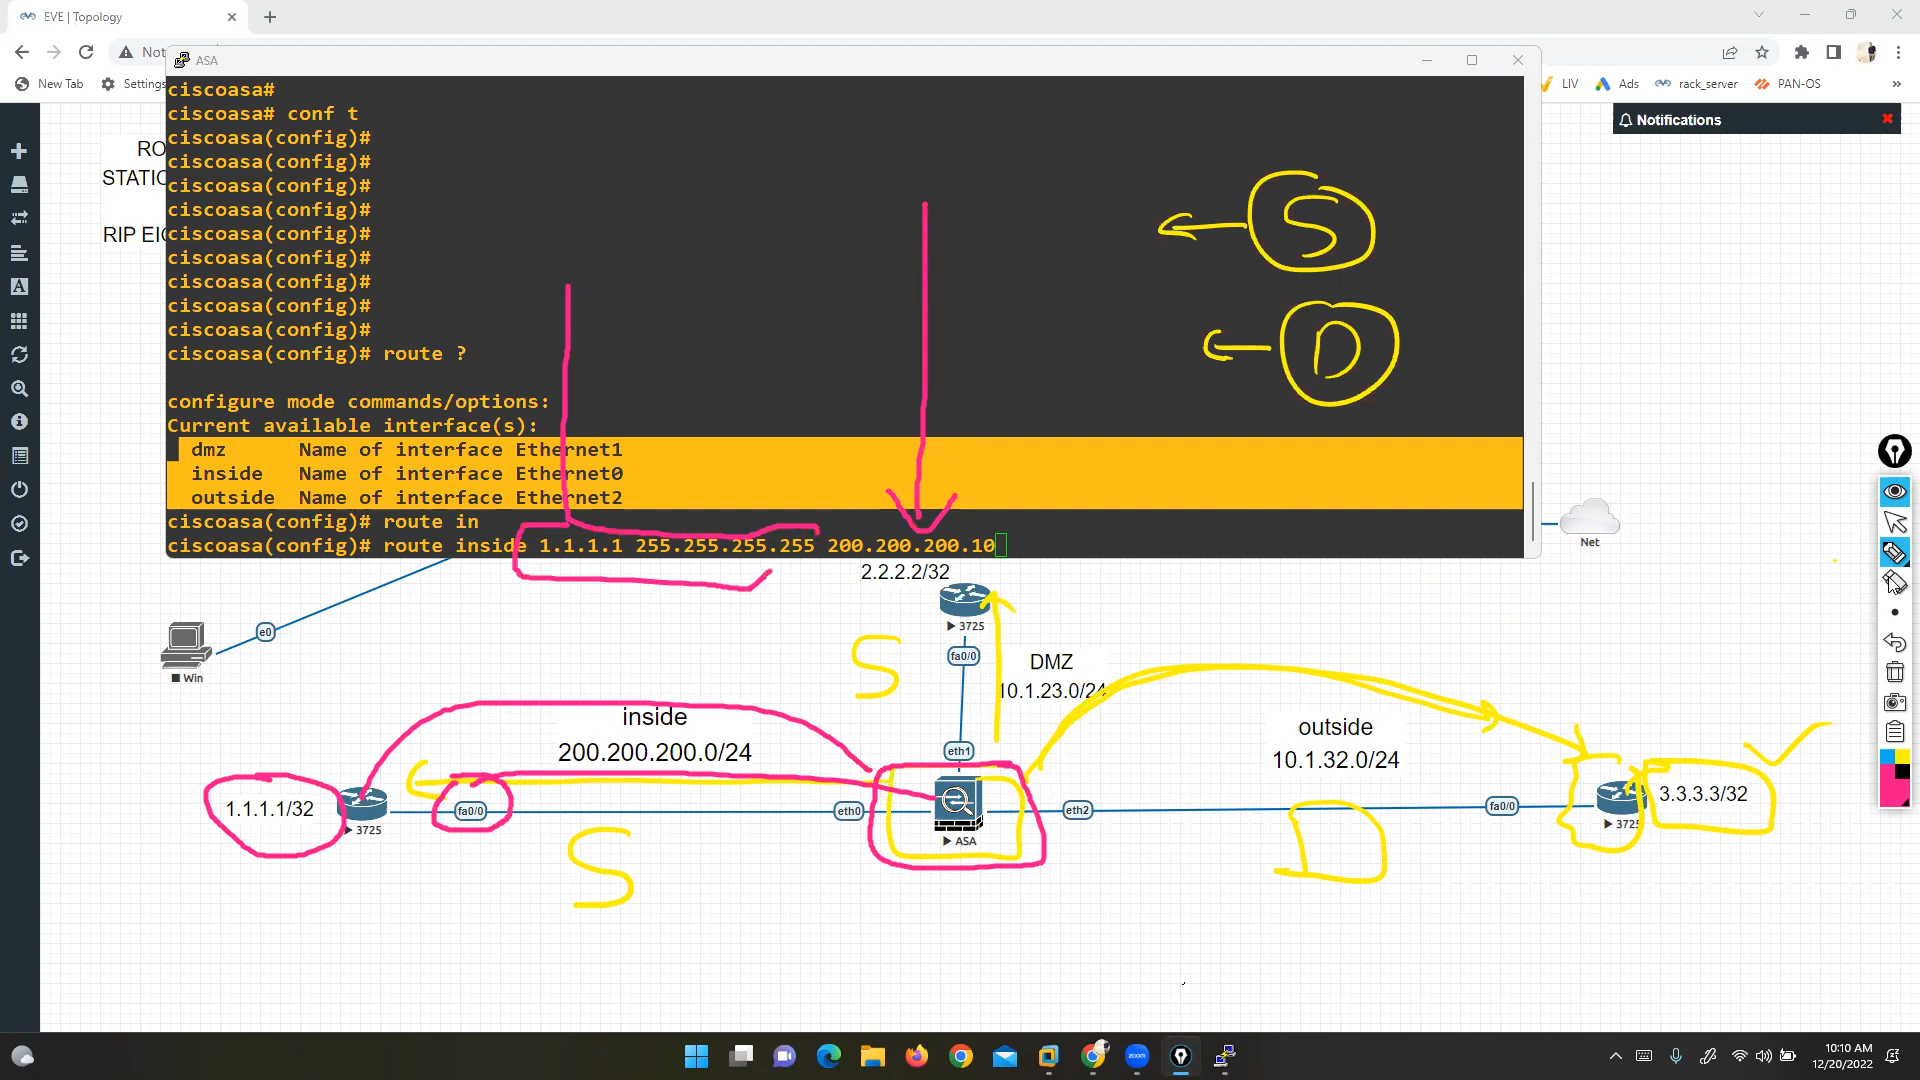 EVE | Topology
Not
New Tab
Settings
LIV
Ads
rack_server
PAN-OS
»
ASA
Notifications
RO
STATIC
RIP EIG
ciscoasa#
ciscoasa# conf t
ciscoasa(config)#
ciscoasa(config)#
ciscoasa(config)#
ciscoasa(config)#
ciscoasa(config)#
ciscoasa(config)#
ciscoasa(config)#
ciscoasa(config)#
ciscoasa(config)#
ciscoasa(config)# route ?
configure mode commands/options:
Current available interface(s):
dmz Name of interface Ethernet1
inside Name of interface Ethernet0
outside Name of interface Ethernet2
ciscoasa(config)# route in
ciscoasa(config)# route inside 1.1.1.1 255.255.255.255 200.200.200.10
S
D
Net
2.2.2.2/32
3725
fa0/0
e0
Win
S
DMZ
10.1.23.0/24
inside
200.200.200.0/24
outside
10.1.32.0/24
eth1
1.1.1.1/32
3725
fa0/0
eth0
ASA
eth2
fa0/0
3725
3.3.3.3/32
S
D
zoom
10:10 AM
12/20/2022